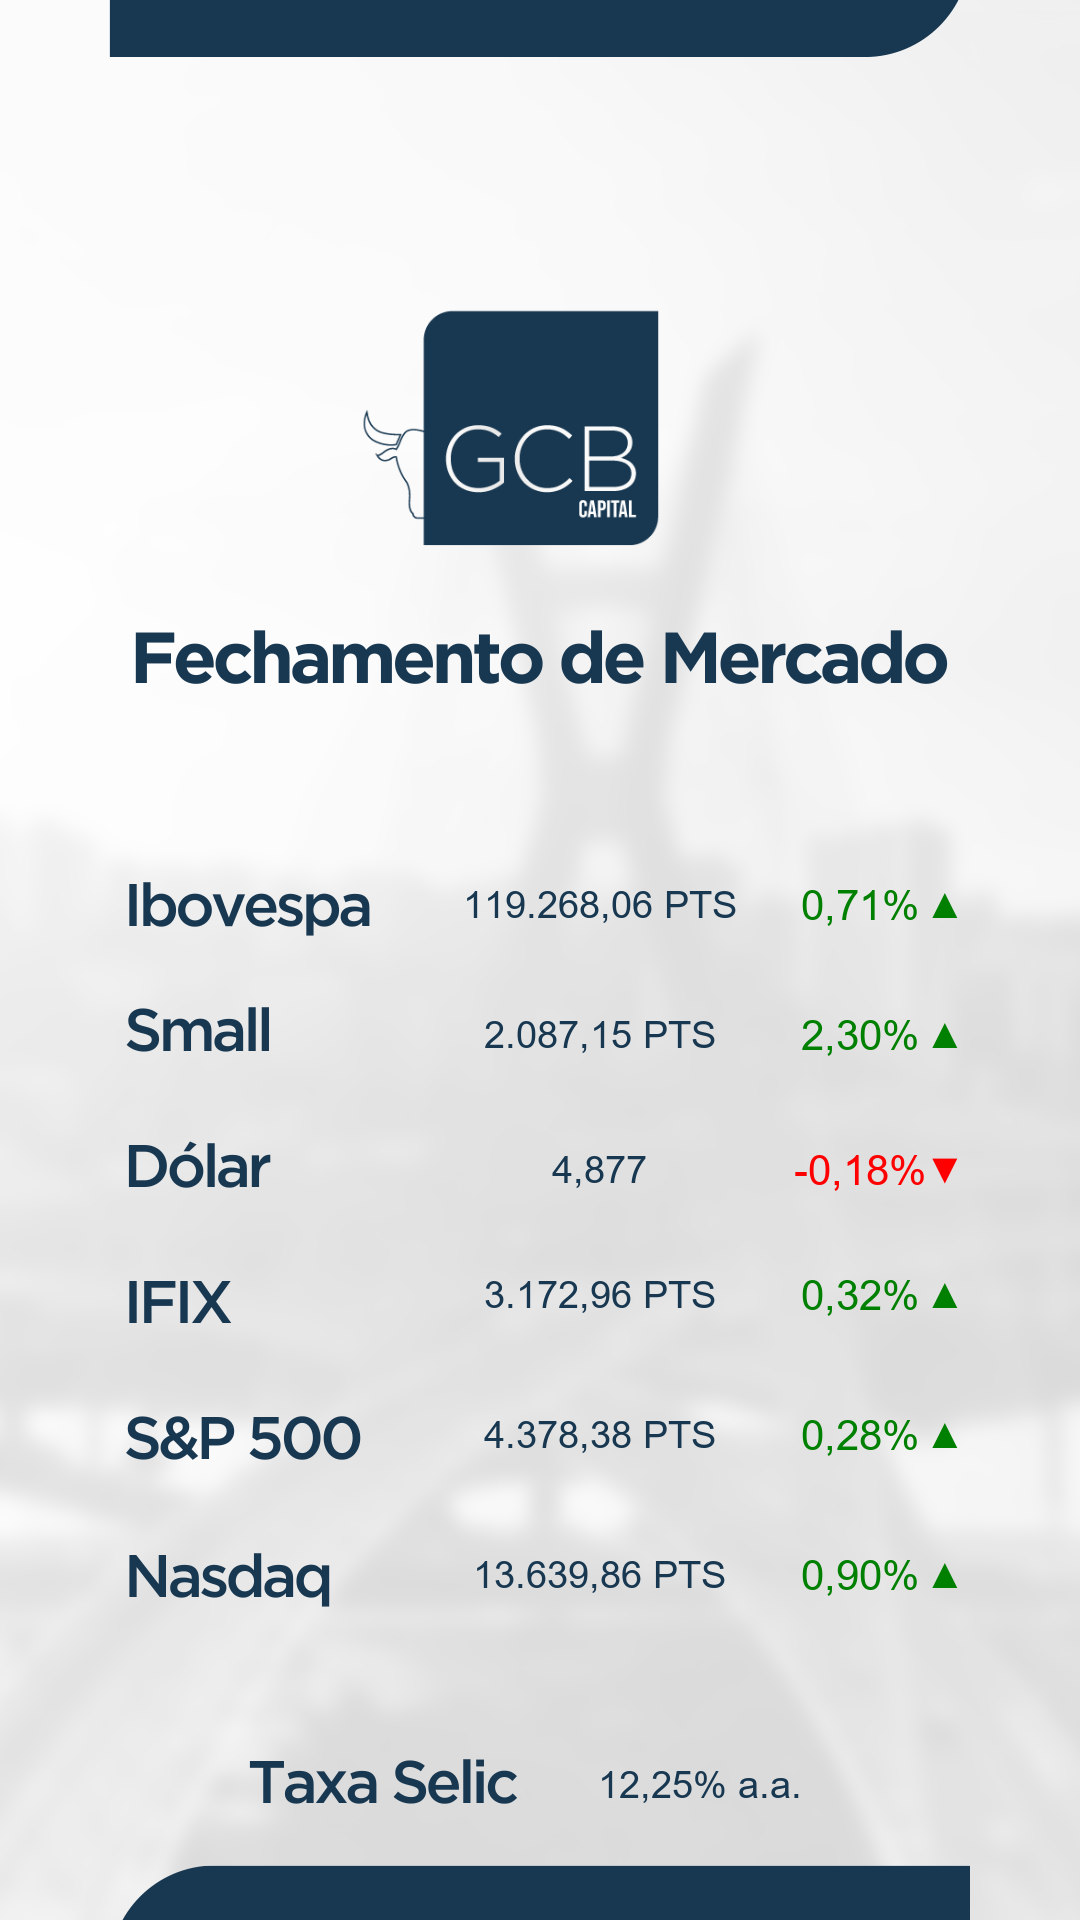 GCB
CAPITAL
Fechamento de Mercado
Ibovespa 119.268,06 PTS 0,71% ▲
Small 2.087,15 PTS 2,30% ▲
Dólar 4,877 -0,18% ▼
IFIX 3.172,96 PTS 0,32% ▲
S&P 500 4.378,38 PTS 0,28% ▲
Nasdaq 13.639,86 PTS 0,90% ▲
Taxa Selic 12,25% a.a.